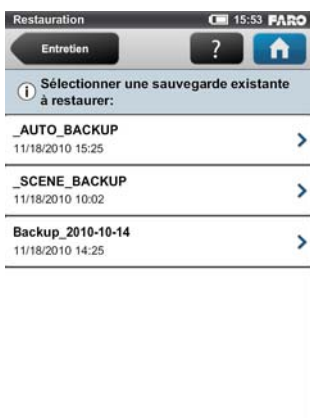 Restauration 15:53 FARO
Entretien ?
i Sélectionner une sauvegarde existante
à restaurer:
_AUTO_BACKUP
11/18/2010 15:25
_SCENE_BACKUP
11/18/2010 10:02
Backup_2010-10-14
11/18/2010 14:25